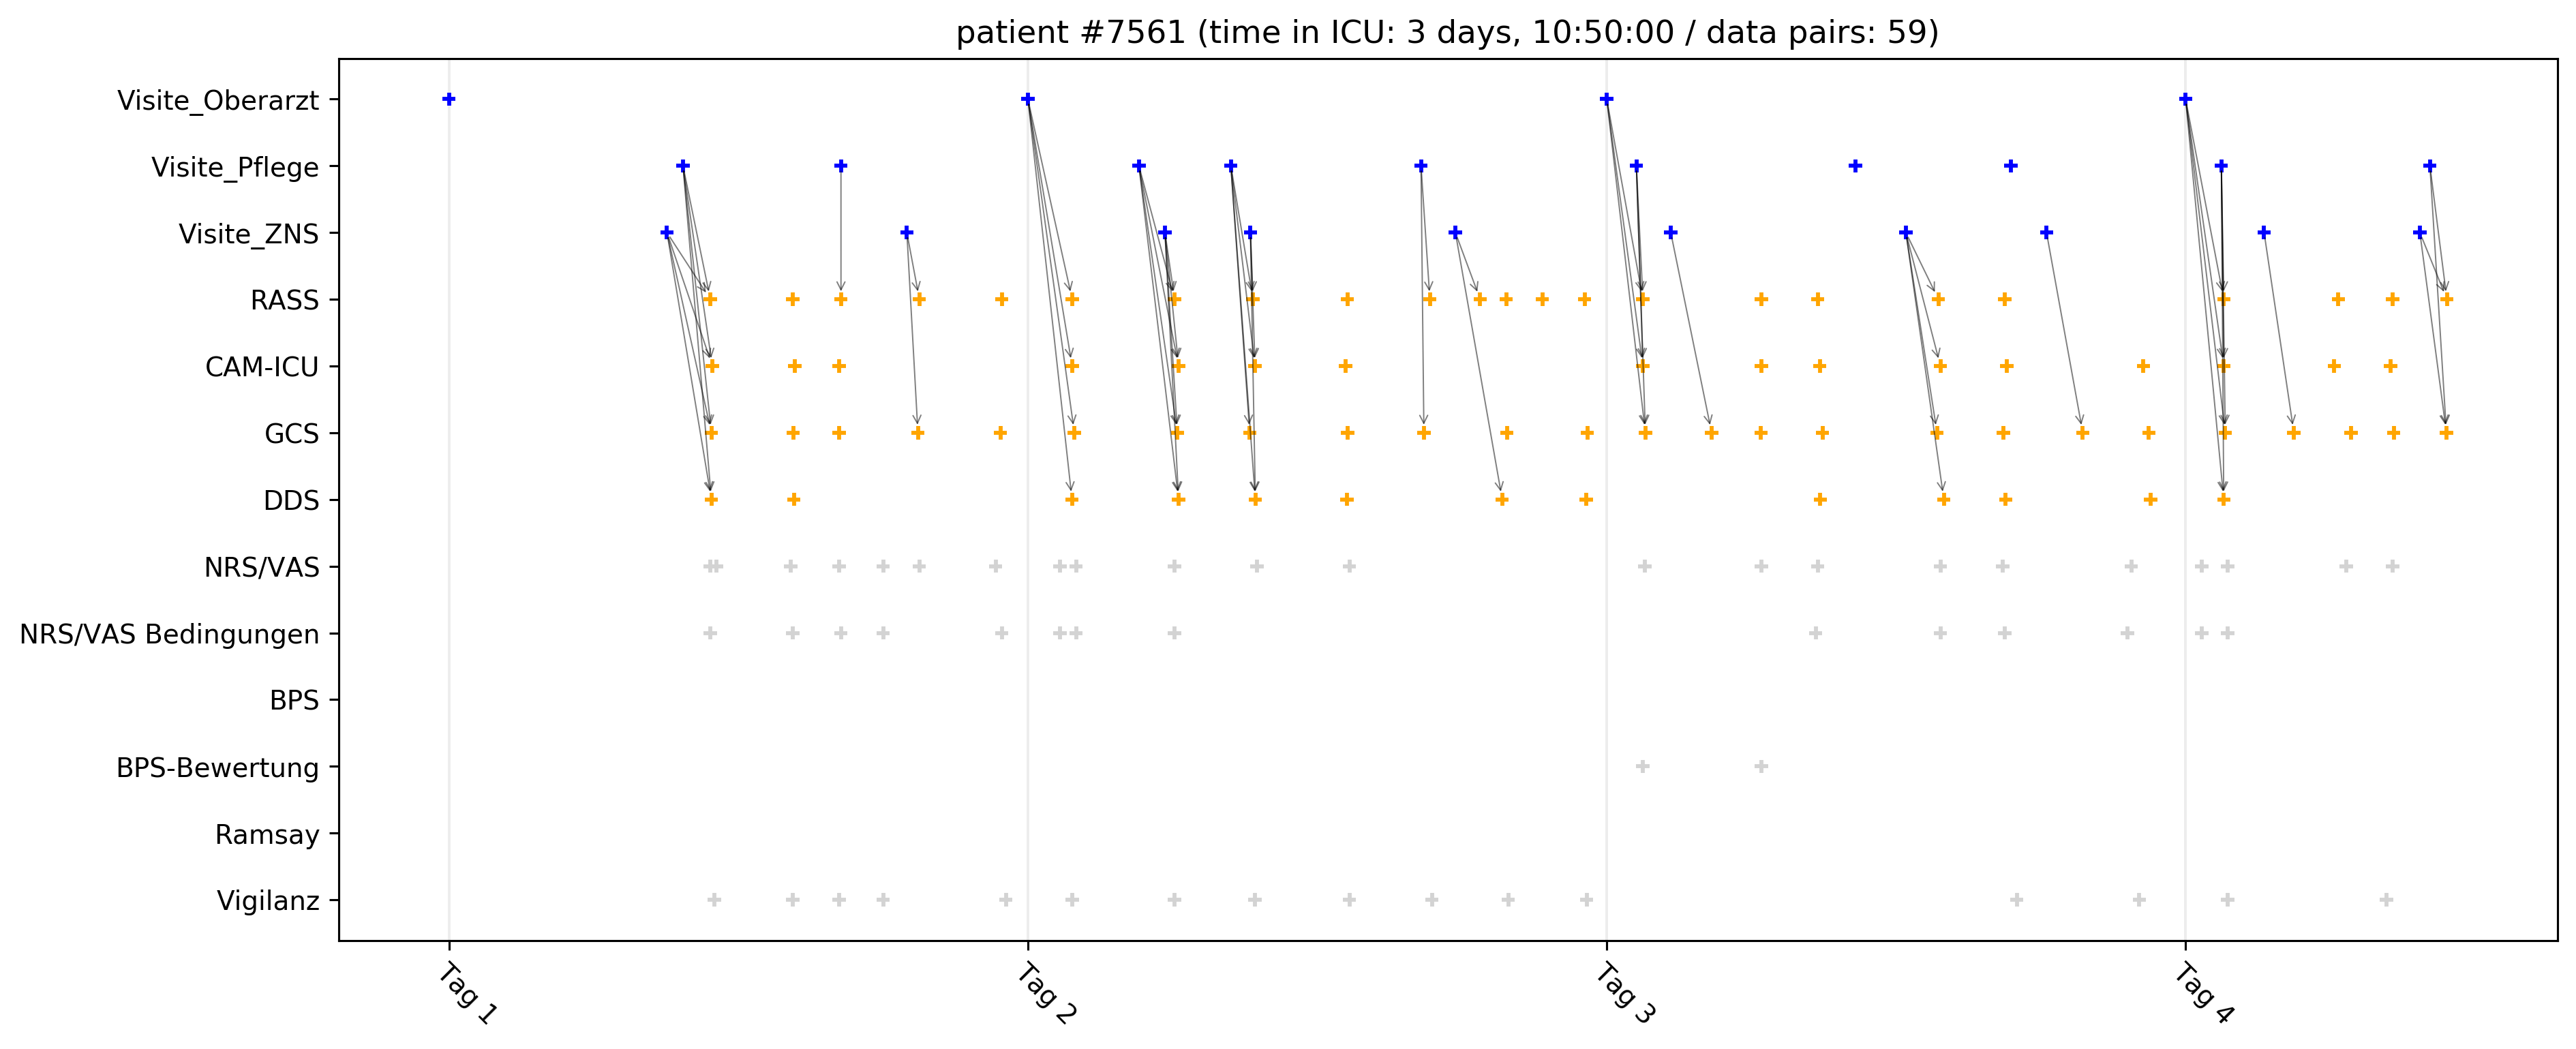 patient #7561 (time in ICU: 3 days, 10:50:00 / data pairs: 59)
Visite_Oberarzt
Visite_Pflege
Visite_ZNS
RASS
CAM-ICU
GCS
DDS
NRS/VAS
NRS/VAS Bedingungen
BPS
BPS-Bewertung
Ramsay
Vigilanz
Tag 1
Tag 2
Tag 3
Tag 4